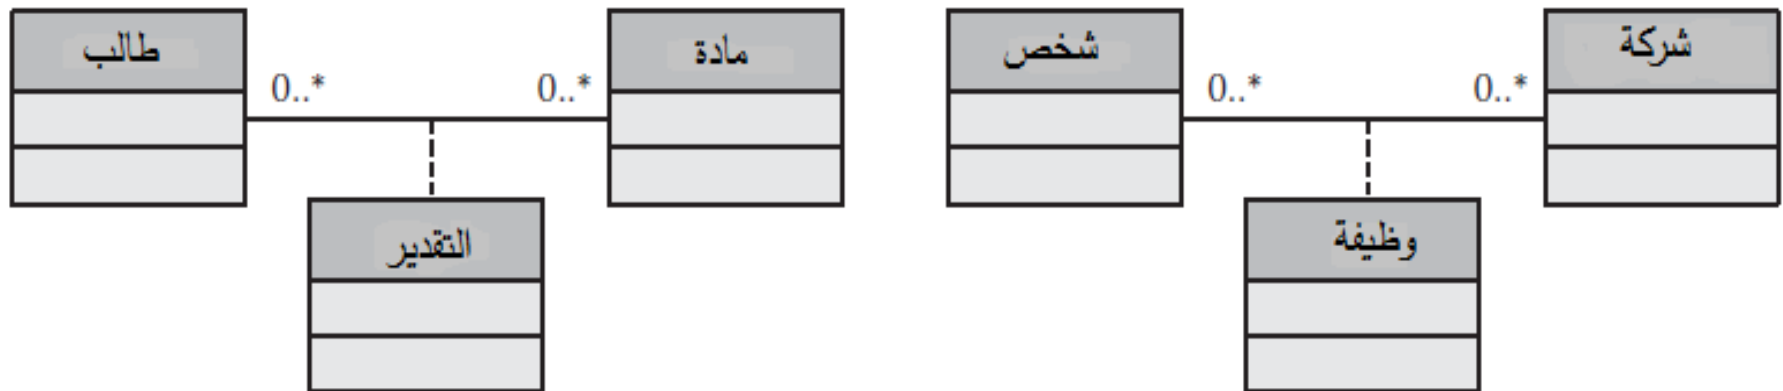 طالب
مادة
0..*
0..*
التقدير
شخص
شركة
0..*
0..*
وظيفة